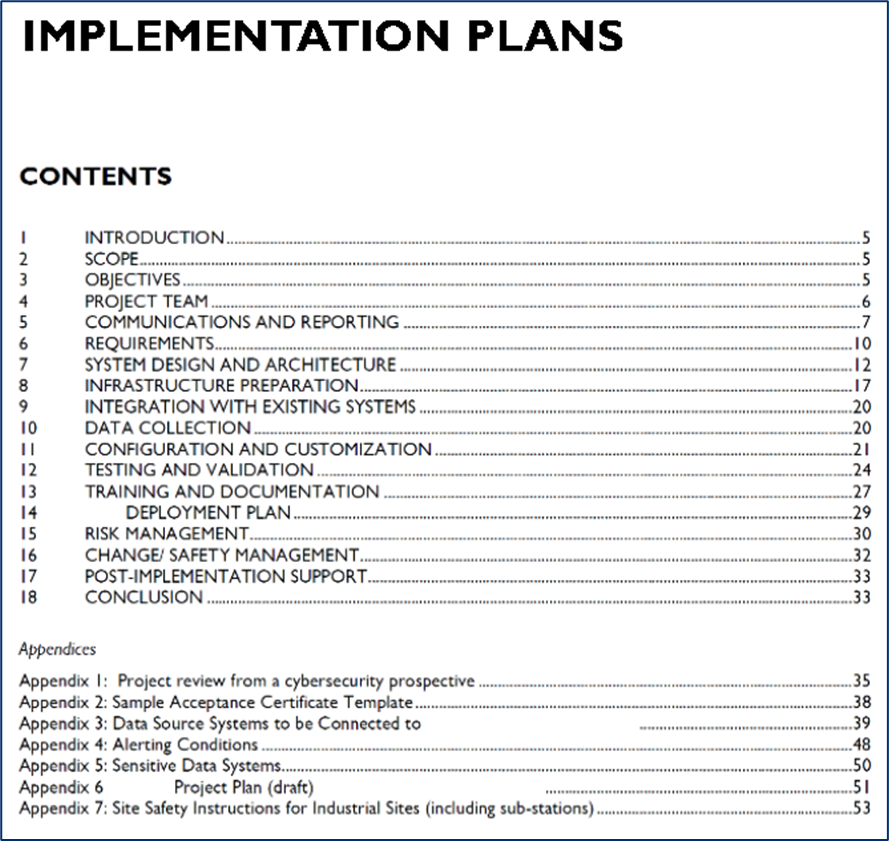 IMPLEMENTATION PLANS
CONTENTS
1 INTRODUCTION 5
2 SCOPE 5
3 OBJECTIVES 5
4 PROJECT TEAM 6
5 COMMUNICATIONS AND REPORTING 7
6 REQUIREMENTS 10
7 SYSTEM DESIGN AND ARCHITECTURE 12
8 INFRASTRUCTURE PREPARATION 17
9 INTEGRATION WITH EXISTING SYSTEMS 20
10 DATA COLLECTION 20
11 CONFIGURATION AND CUSTOMIZATION 21
12 TESTING AND VALIDATION 24
13 TRAINING AND DOCUMENTATION 27
14 DEPLOYMENT PLAN 29
15 RISK MANAGEMENT 30
16 CHANGE/ SAFETY MANAGEMENT 32
17 POST-IMPLEMENTATION SUPPORT 33
18 CONCLUSION 33
Appendices
Appendix 1: Project review from a cybersecurity prospective 35
Appendix 2: Sample Acceptance Certificate Template 38
Appendix 3: Data Source Systems to be Connected to 39
Appendix 4: Alerting Conditions 48
Appendix 5: Sensitive Data Systems 50
Appendix 6 Project Plan (draft) 51
Appendix 7: Site Safety Instructions for Industrial Sites (including sub-stations) 53